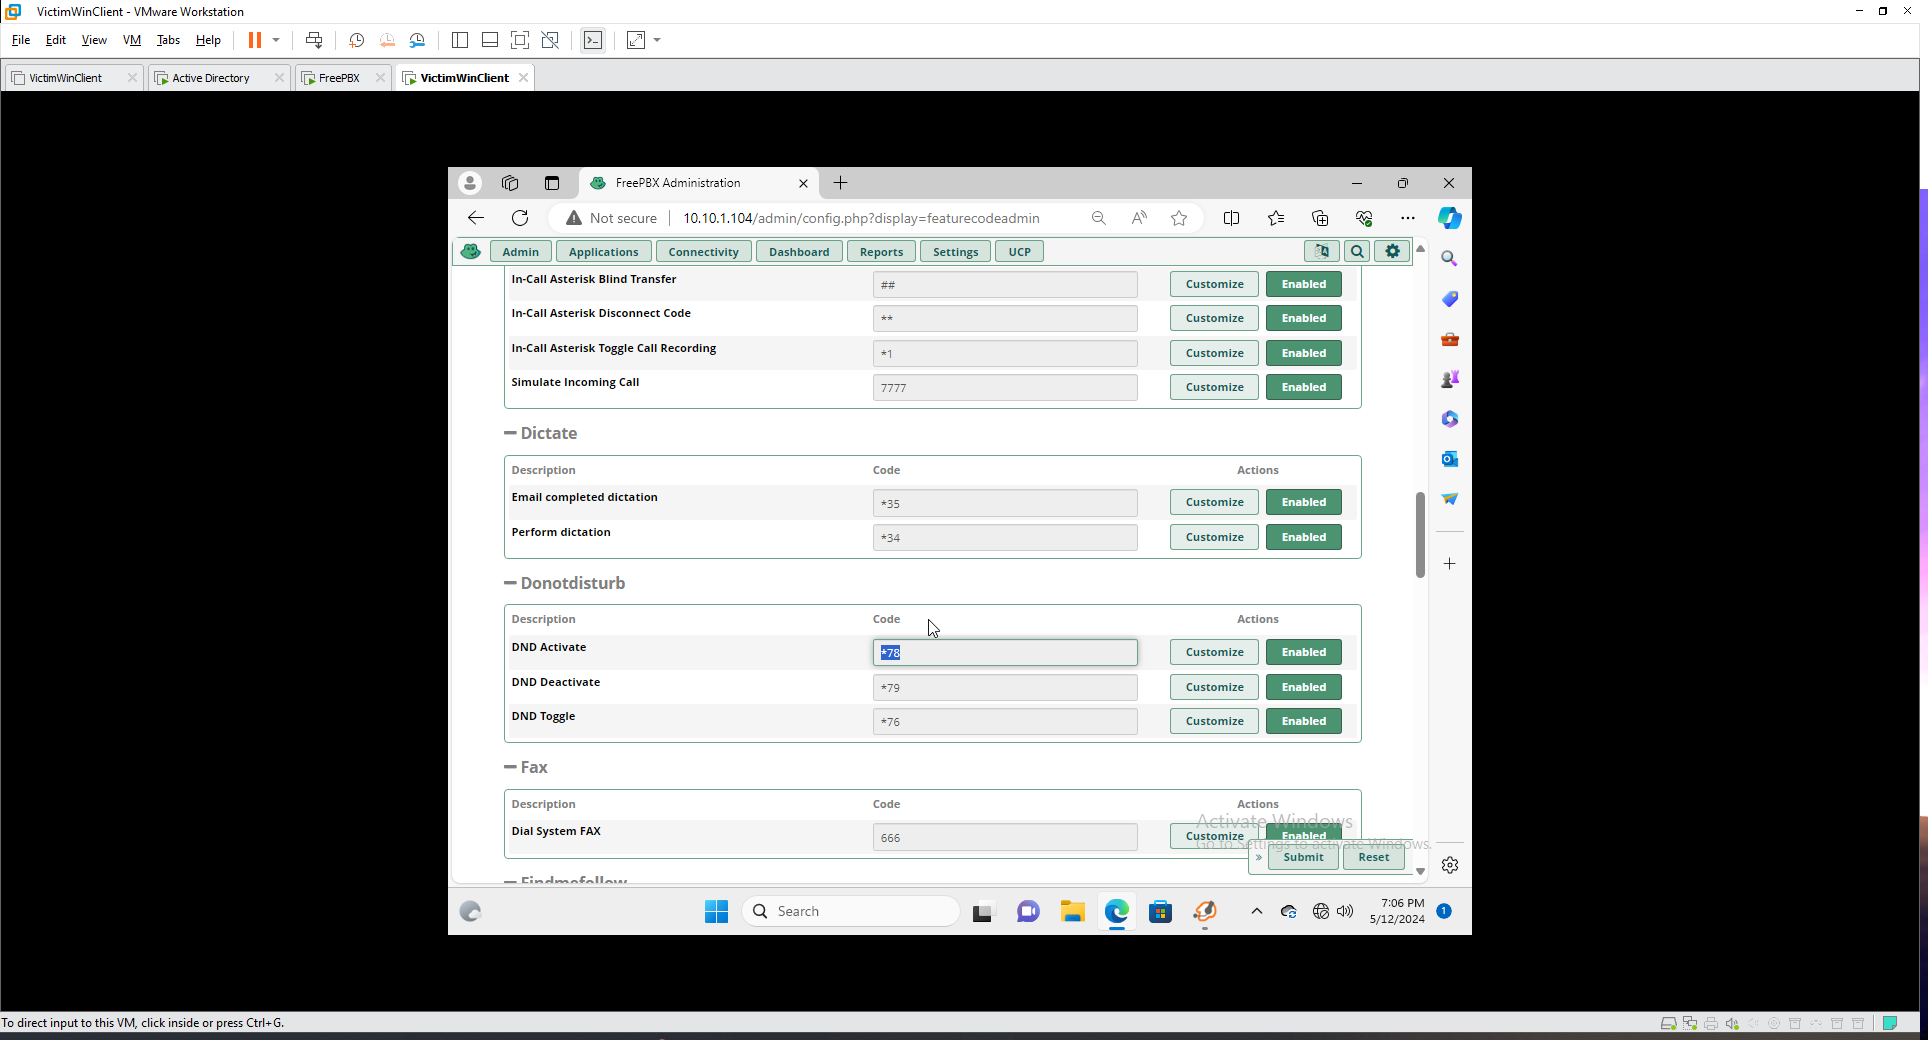 VictimWinClient - VMware Workstation
File Edit View VM Tabs Help
VictimWinClient Active Directory FreePBX VictimWinClient
FreePBX Administration
Not secure 10.10.1.104/admin/config.php?display=featurecodeadmin
Admin Applications Connectivity Dashboard Reports Settings UCP
In-Call Asterisk Blind Transfer ## Customize Enabled
In-Call Asterisk Disconnect Code ** Customize Enabled
In-Call Asterisk Toggle Call Recording *1 Customize Enabled
Simulate Incoming Call 7777 Customize Enabled
Dictate
Description Code Actions
Email completed dictation *35 Customize Enabled
Perform dictation *34 Customize Enabled
Donotdisturb
Description Code Actions
DND Activate *78 Customize Enabled
DND Deactivate *79 Customize Enabled
DND Toggle *76 Customize Enabled
Fax
Description Code Actions
Activate Windows
Dial System FAX 666 Customize Enabled
Go to Settings to activate Windows.
» Submit Reset
Findmefollow
Search 7:06 PM
5/12/2024 1
To direct input to this VM, click inside or press Ctrl+G.